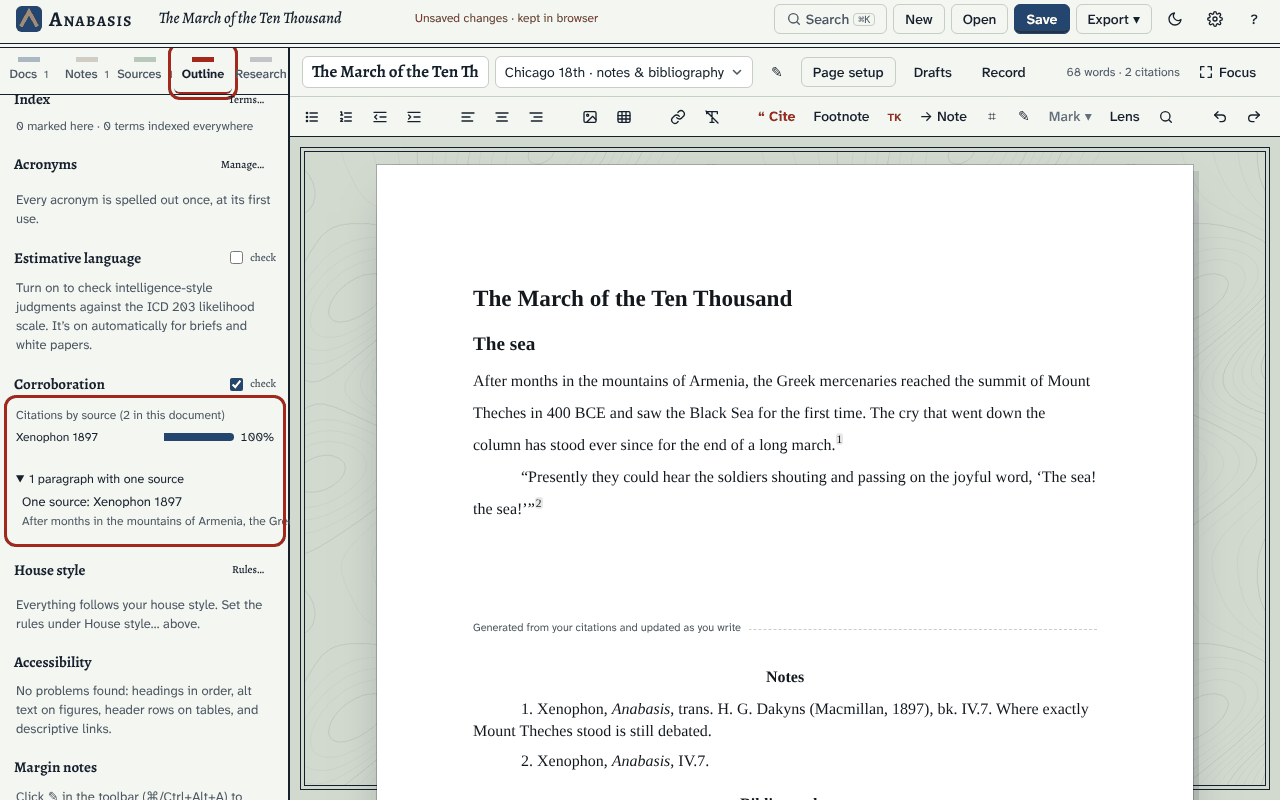 ANABASIS
The March of the Ten Thousand
Unsaved changes · kept in browser
Search ⌘K
New
Open
Save
Export ▾
?
Docs 1
Notes 1
Sources
Outline
Research
The March of the Ten Th
Chicago 18th · notes & bibliography
✎
Page setup
Drafts
Record
68 words · 2 citations
Focus
“ Cite
Footnote
TK
→ Note
⌗
✎
Mark ▾
Lens
Index
Terms…
0 marked here · 0 terms indexed everywhere
Acronyms
Manage…
Every acronym is spelled out once, at its first
use.
Estimative language
check
Turn on to check intelligence-style
judgments against the ICD 203 likelihood
scale. It’s on automatically for briefs and
white papers.
Corroboration
check
Citations by source (2 in this document)
Xenophon 1897
100%
▼ 1 paragraph with one source
One source: Xenophon 1897
After months in the mountains of Armenia, the Gre
House style
Rules…
Everything follows your house style. Set the
rules under House style… above.
Accessibility
No problems found: headings in order, alt
text on figures, header rows on tables, and
descriptive links.
Margin notes
Click ✎ in the toolbar (⌘/Ctrl+Alt+A) to
The March of the Ten Thousand
The sea
After months in the mountains of Armenia, the Greek mercenaries reached the summit of Mount
Theches in 400 BCE and saw the Black Sea for the first time. The cry that went down the
column has stood ever since for the end of a long march.1
“Presently they could hear the soldiers shouting and passing on the joyful word, ‘The sea!
the sea!’”2
Generated from your citations and updated as you write
Notes
1. Xenophon, Anabasis, trans. H. G. Dakyns (Macmillan, 1897), bk. IV.7. Where exactly
Mount Theches stood is still debated.
2. Xenophon, Anabasis, IV.7.